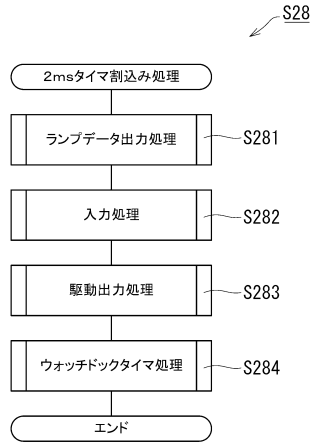 S28
2msタイマ割込み処理
ランプデータ出力処理
S281
入力処理
S282
駆動出力処理
S283
ウォッチドックタイマ処理
S284
エンド